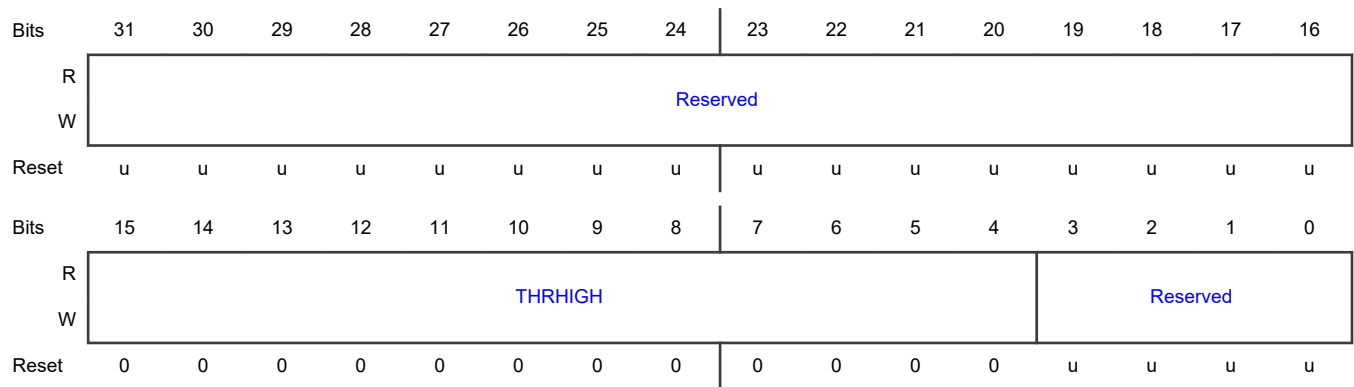 Bits 31 30 29 28 27 26 25 24 23 22 21 20 19 18 17 16
R
Reserved
W
Reset u u u u u u u u u u u u u u u u
Bits 15 14 13 12 11 10 9 8 7 6 5 4 3 2 1 0
R
THRHIGH Reserved
W
Reset 0 0 0 0 0 0 0 0 0 0 0 0 u u u u